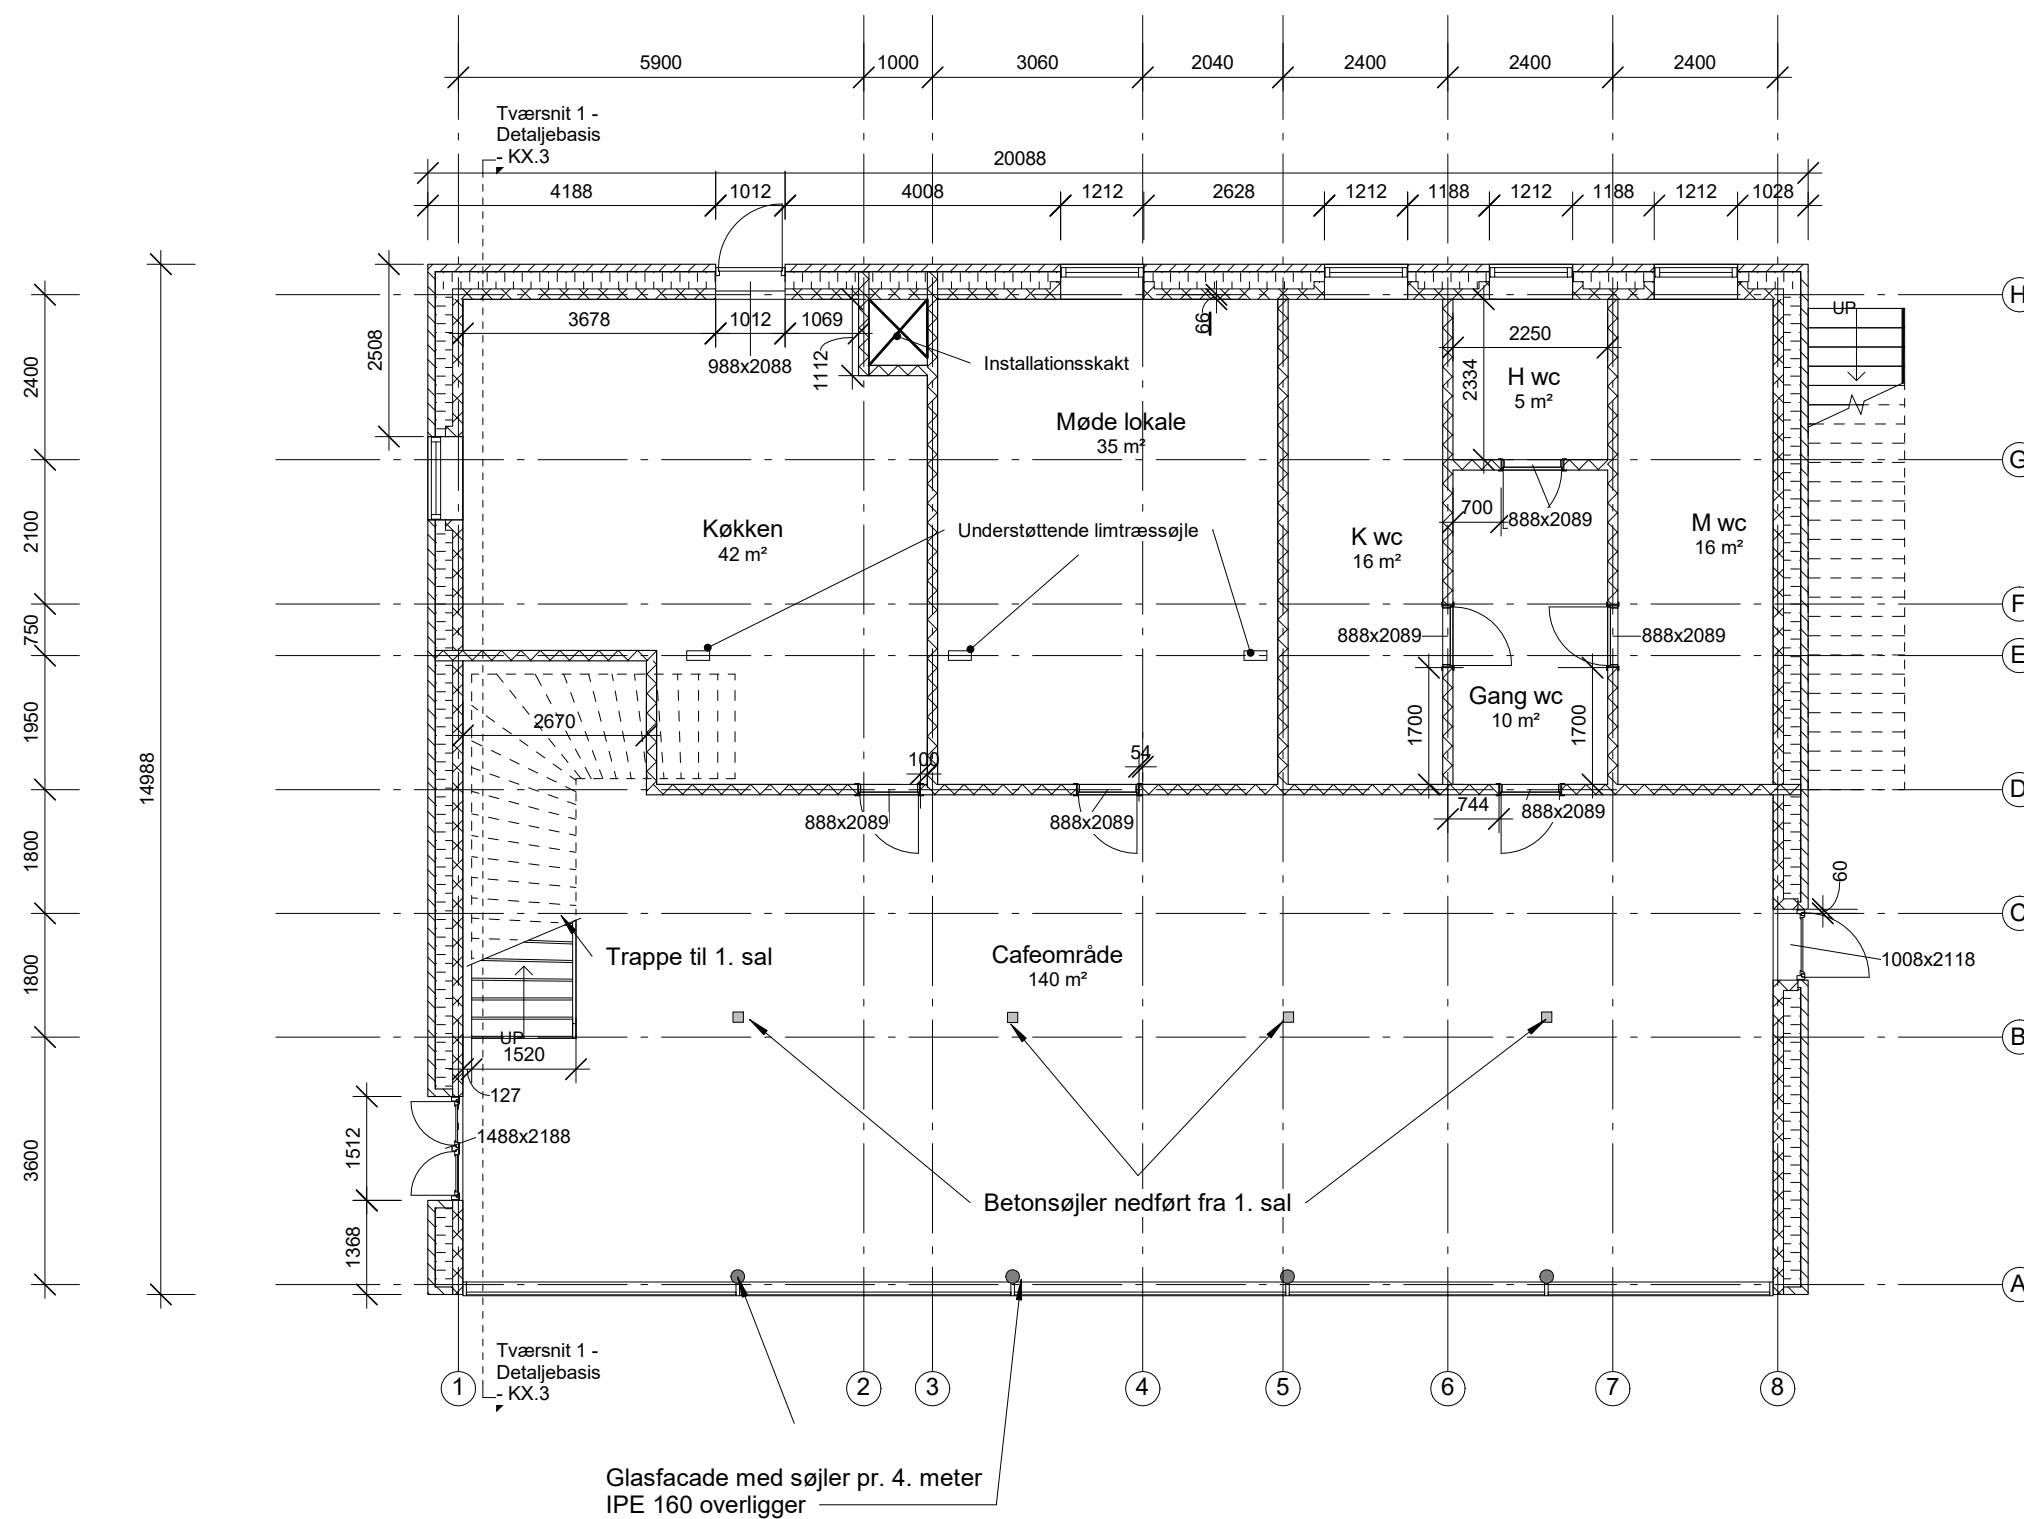 5900 1000 3060 2040 2400 2400 2400
Tværsnit 1 -
Detaljebasis
- KX.3
20088
4188 1012 4008 1212 2628 1212 1188 1212 1188 1212 1028
H
UP
2508
2400
3678 1012 1069
988x2088
1112
Installationsskakt
66
2250
2334
H wc
5 m²
Møde lokale
35 m²
G
2100
Køkken
42 m²
Understøttende limtræssøjle
700
888x2089
K wc
16 m²
M wc
16 m²
F
750
888x2089
888x2089
E
1950
2670
Gang wc
10 m²
1700
1700
100
54
14988
D
888x2089
888x2089
744
888x2089
1800
60
C
Trappe til 1. sal
Cafeområde
140 m²
1008x2118
1800
UP
B
1520
127
1488x2188
1512
3600
Betonsøjler nedført fra 1. sal
1368
A
Tværsnit 1 -
Detaljebasis
- KX.3
1 2 3 4 5 6 7 8
Glasfacade med søjler pr. 4. meter
IPE 160 overligger